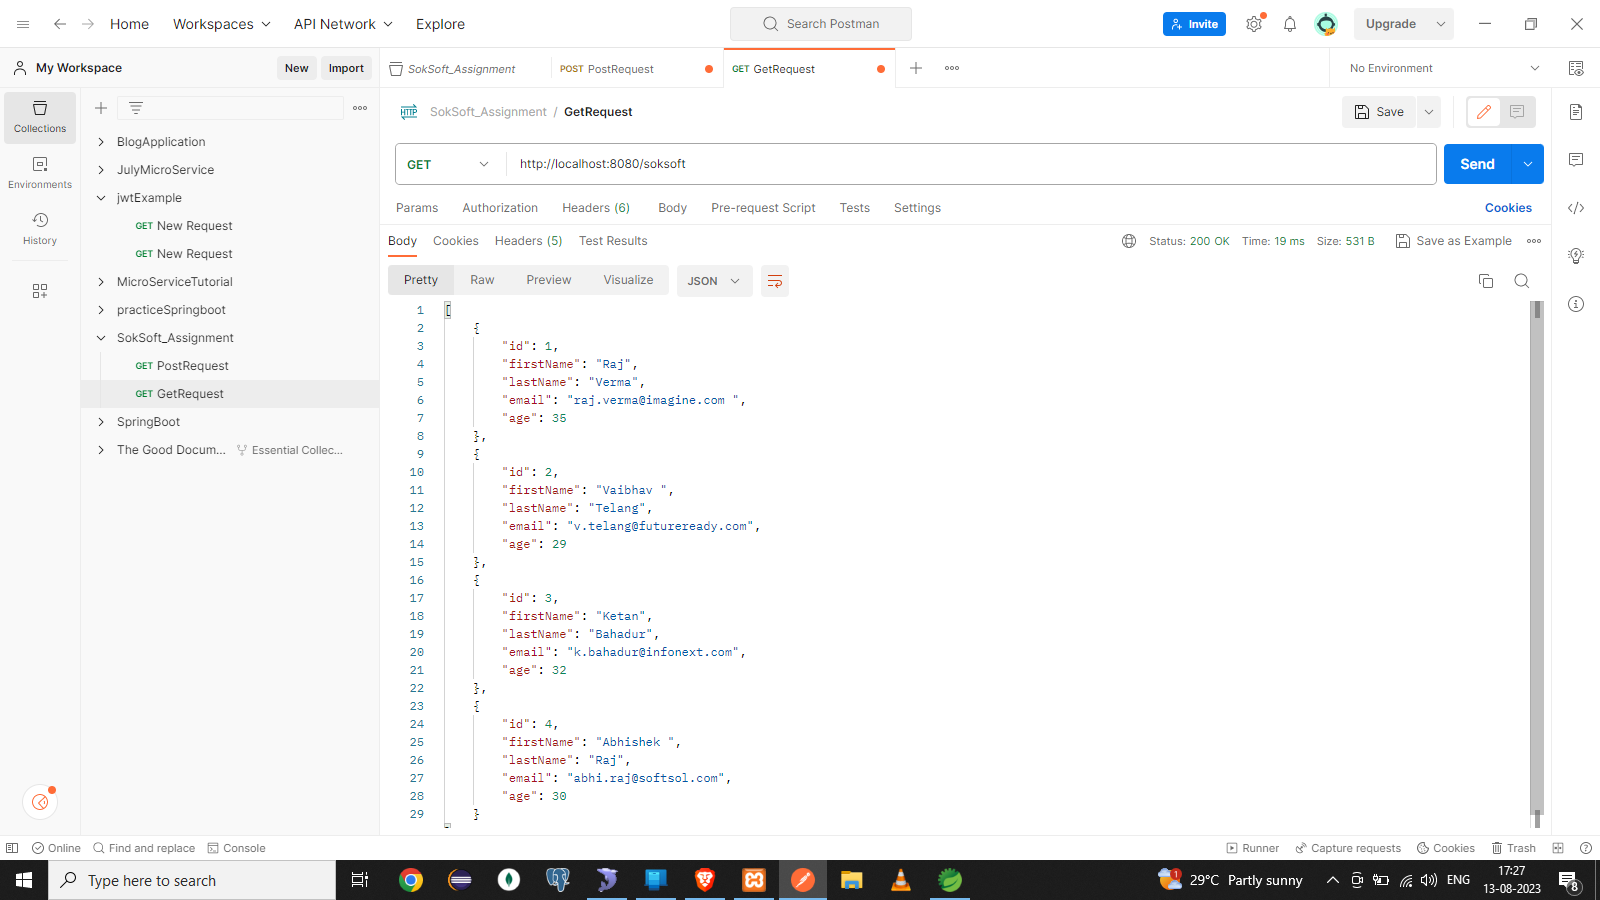 Home Workspaces API Network Explore Search Postman Invite Upgrade
My Workspace New Import SokSoft_Assignment POST PostRequest GET GetRequest No Environment
Collections
Environments
History
BlogApplication
JulyMicroService
jwtExample
GET New Request
GET New Request
MicroServiceTutorial
practiceSpringboot
SokSoft_Assignment
GET PostRequest
GET GetRequest
SpringBoot
The Good Docum... Essential Collec...
HTTP SokSoft_Assignment / GetRequest Save
GET http://localhost:8080/soksoft Send
Params Authorization Headers (6) Body Pre-request Script Tests Settings Cookies
Body Cookies Headers (5) Test Results Status: 200 OK Time: 19 ms Size: 531 B Save as Example
Pretty Raw Preview Visualize JSON
1 [
2 {
3 "id": 1,
4 "firstName": "Raj",
5 "lastName": "Verma",
6 "email": "raj.verma@imagine.com ",
7 "age": 35
8 },
9 {
10 "id": 2,
11 "firstName": "Vaibhav ",
12 "lastName": "Telang",
13 "email": "v.telang@futureready.com",
14 "age": 29
15 },
16 {
17 "id": 3,
18 "firstName": "Ketan",
19 "lastName": "Bahadur",
20 "email": "k.bahadur@infonext.com",
21 "age": 32
22 },
23 {
24 "id": 4,
25 "firstName": "Abhishek ",
26 "lastName": "Raj",
27 "email": "abhi.raj@softsol.com",
28 "age": 30
29 }
Online Find and replace Console Runner Capture requests Cookies Trash
Type here to search 1 29°C Partly sunny ENG 17:27
13-08-2023 8